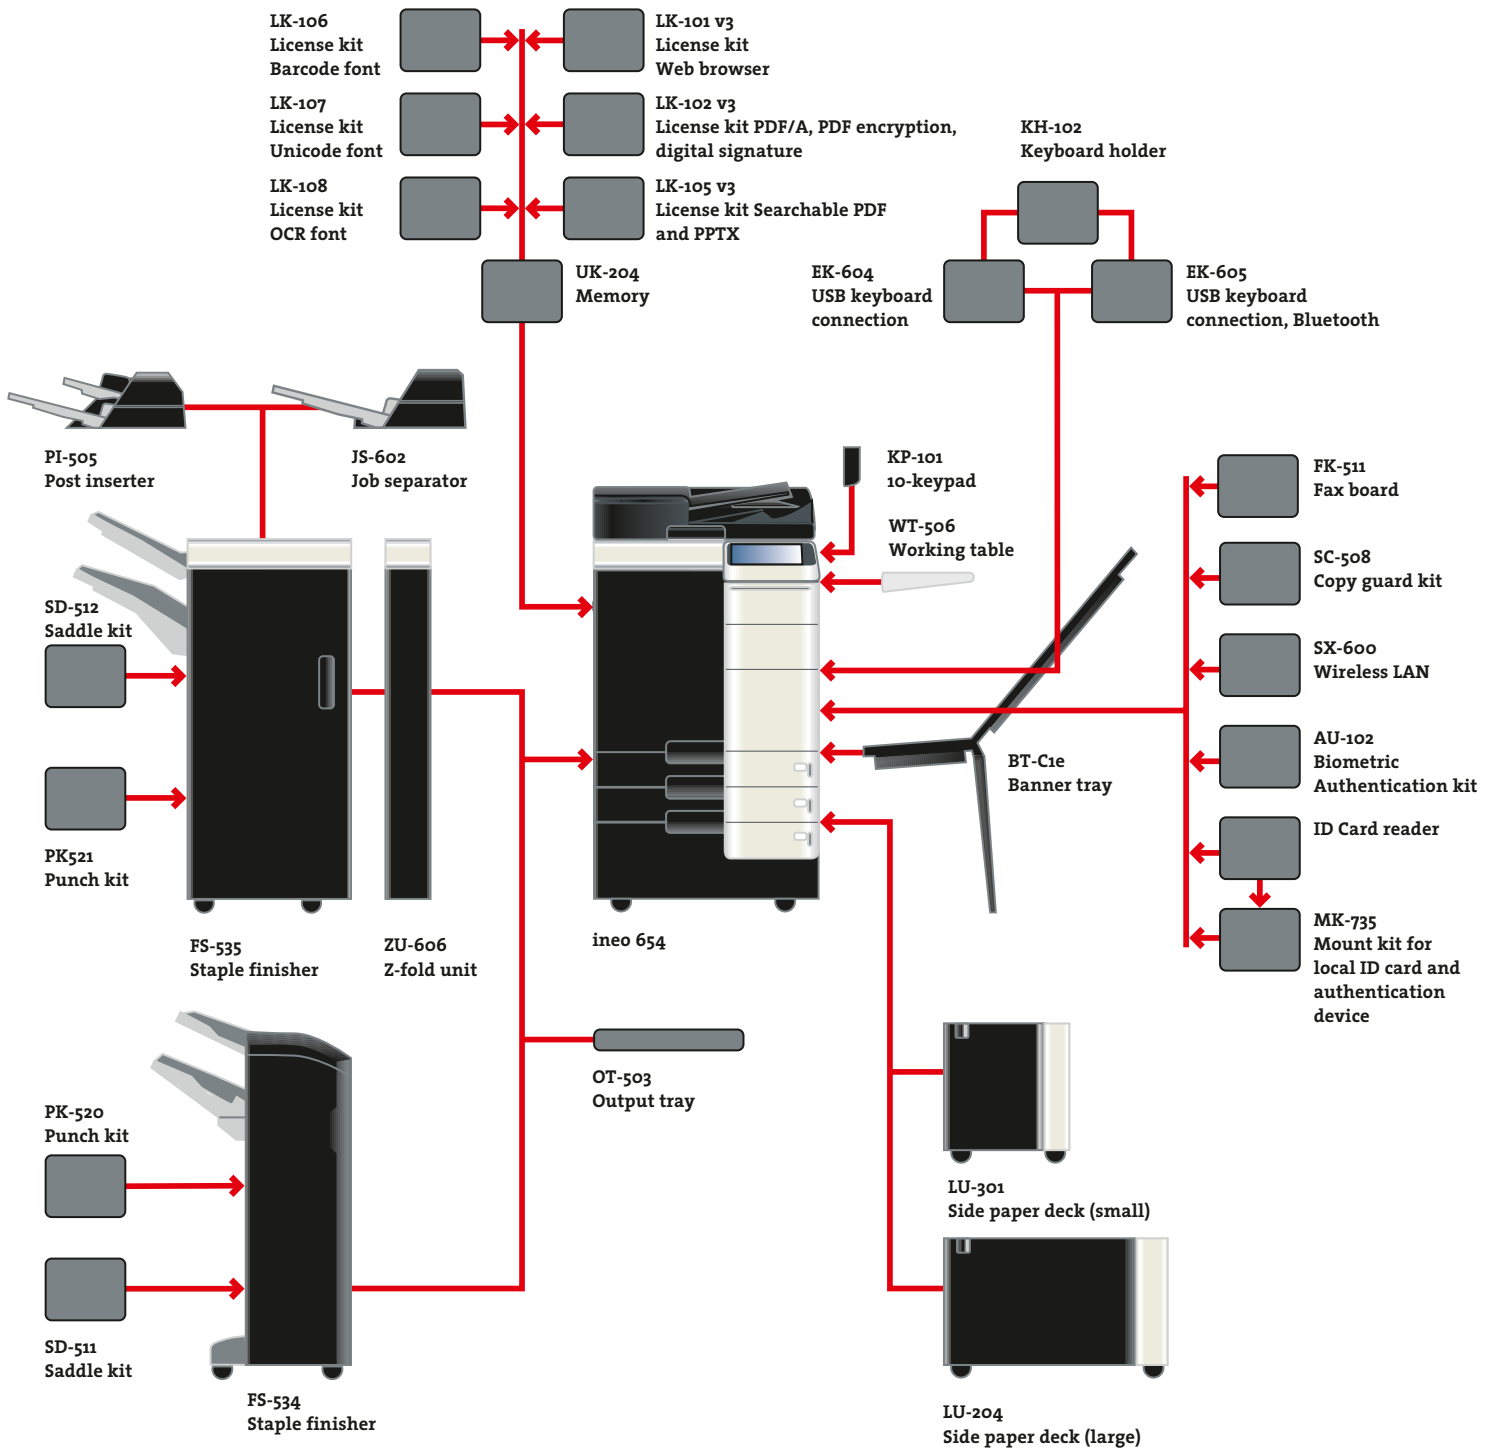 LK-106
License kit
Barcode font
LK-101 v3
License kit
Web browser
LK-107
License kit
Unicode font
LK-102 v3
License kit PDF/A, PDF encryption,
digital signature
KH-102
Keyboard holder
LK-108
License kit
OCR font
LK-105 v3
License kit Searchable PDF
and PPTX
UK-204
Memory
EK-604
USB keyboard
connection
EK-605
USB keyboard
connection, Bluetooth
PI-505
Post inserter
JS-602
Job separator
KP-101
10-keypad
FK-511
Fax board
WT-506
Working table
SC-508
Copy guard kit
SD-512
Saddle kit
SX-600
Wireless LAN
BT-C1e
Banner tray
AU-102
Biometric
Authentication kit
ID Card reader
PK521
Punch kit
FS-535
Staple finisher
ZU-606
Z-fold unit
ineo 654
MK-735
Mount kit for
local ID card and
authentication
device
OT-503
Output tray
PK-520
Punch kit
LU-301
Side paper deck (small)
SD-511
Saddle kit
FS-534
Staple finisher
LU-204
Side paper deck (large)